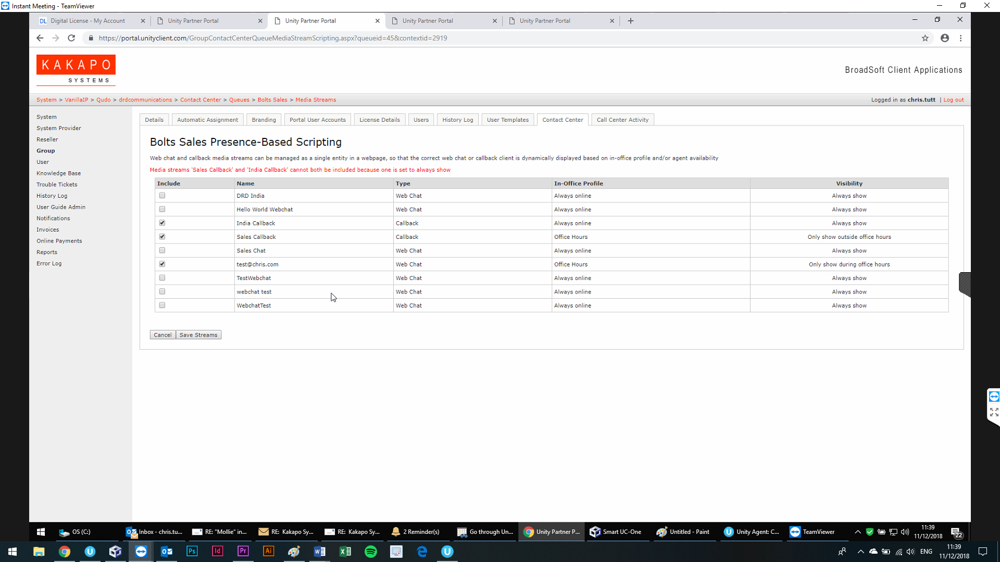 Instant Meeting - TeamViewer
Digital License - My Account
Unity Partner Portal
Unity Partner Portal
Unity Partner Portal
Unity Partner Portal
https://portal.unityclient.com/GroupContactCenterQueueMediaStreamScripting.aspx?queueid=45&contextid=2919
KAKAPO
SYSTEMS
BroadSoft Client Applications
System > VanillaIP > Qudo > drdcommunications > Contact Center > Queues > Bolts Sales > Media Streams
Logged in as chris.tutt | Log out
System
System Provider
Reseller
Group
User
Knowledge Base
Trouble Tickets
History Log
User Guide Admin
Notifications
Invoices
Online Payments
Reports
Error Log
Details Automatic Assignment Branding Portal User Accounts License Details Users History Log User Templates Contact Center Call Center Activity
Bolts Sales Presence-Based Scripting
Web chat and callback media streams can be managed as a single entity in a webpage, so that the correct web chat or callback client is dynamically displayed based on in-office profile and/or agent availability
Media streams 'Sales Callback' and 'India Callback' cannot both be included because one is set to always show
Include Name Type In-Office Profile Visibility
DRD India Web Chat Always online Always show
Hello World Webchat Web Chat Always online Always show
India Callback Callback Always online Always show
Sales Callback Callback Office Hours Only show outside office hours
Sales Chat Web Chat Always online Always show
test@chris.com Web Chat Office Hours Only show during office hours
TestWebchat Web Chat Always online Always show
webchat test Web Chat Always online Always show
WebchatTest Web Chat Always online Always show
Cancel Save Streams
OS (C:)
Inbox - chris.tu...
RE: "Mollie" in...
RE: Kakapo Sy...
RE: Kakapo Sy...
2 Reminder(s)
Go through Un...
Unity Partner P...
Smart UC-One
Untitled - Paint
Unity Agent: C...
TeamViewer
11:39
11/12/2018
22
Ps
Id
Pr
Ai
ENG
11:39
11/12/2018